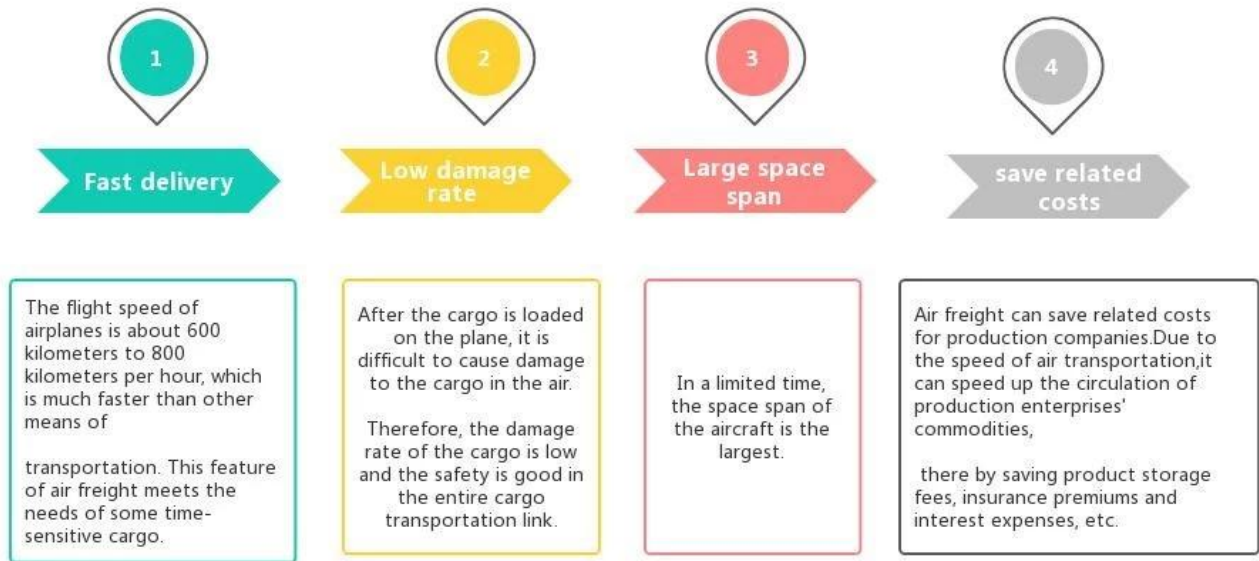 1
Fast delivery
The flight speed of
airplanes is about 600
kilometers to 800
kilometers per hour, which
is much faster than other
means of
transportation. This feature
of air freight meets the
needs of some time-
sensitive cargo.
2
Low damage
rate
After the cargo is loaded
on the plane, it is
difficult to cause damage
to the cargo in the air.
Therefore, the damage
rate of the cargo is low
and the safety is good in
the entire cargo
transportation link.
3
Large space
span
In a limited time,
the space span of
the aircraft is the
largest.
4
save related
costs
Air freight can save related costs
for production companies.Due to
the speed of air transportation,it
can speed up the circulation of
production enterprises'
commodities,
there by saving product storage
fees, insurance premiums and
interest expenses, etc.